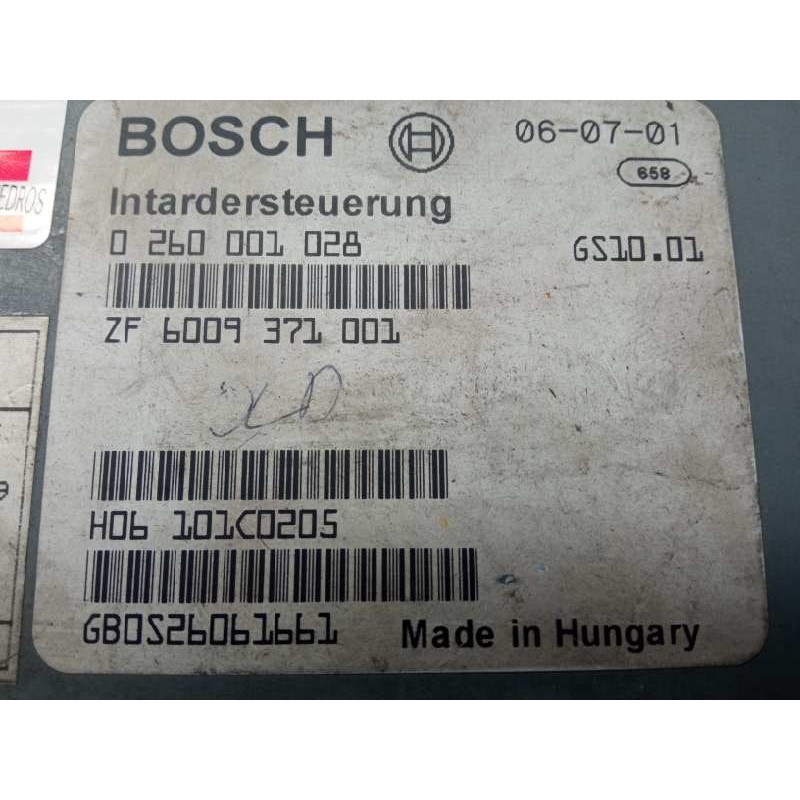 BOSCH 06-07-01
658
Intardersteuerung
0 260 001 028 GS10.01
ZF 6009 371 001
H06 101C0205
GB0S26061661 Made in Hungary
EDROS